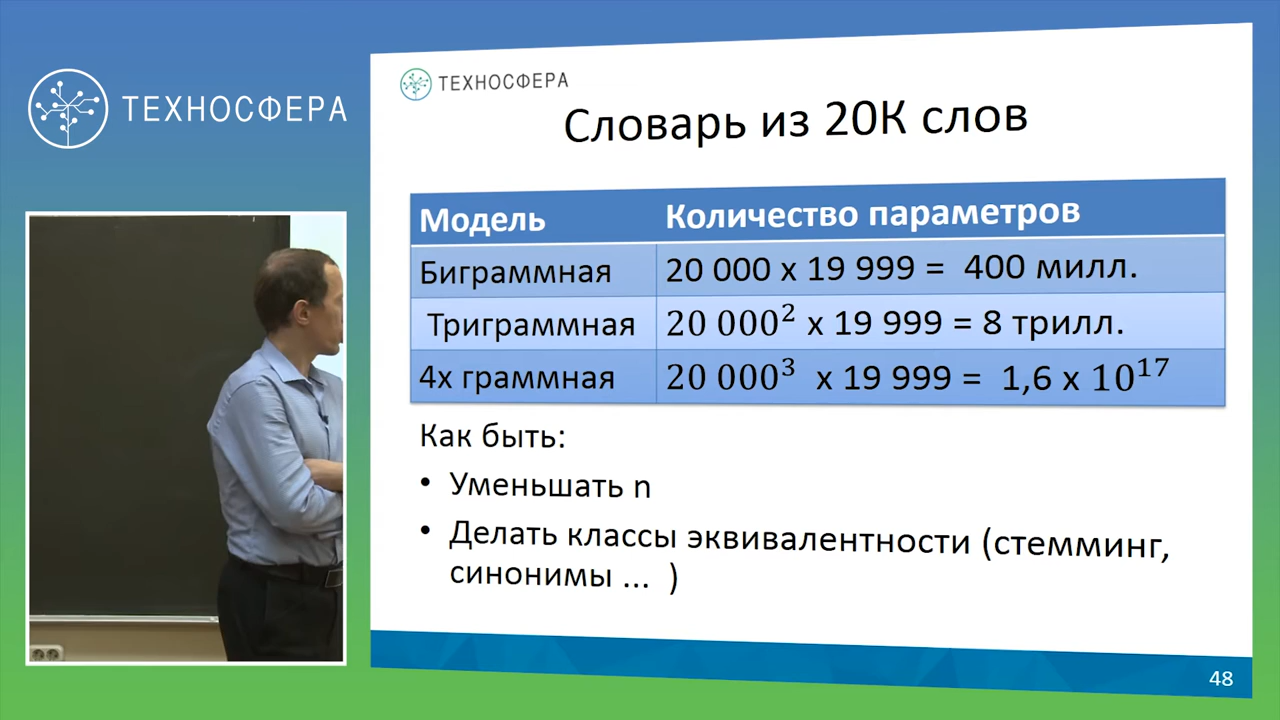 ТЕХНОСФЕРА
ТЕХНОСФЕРА
Словарь из 20К слов
Модель Количество параметров
Биграммная 20 000 x 19 999 = 400 милл.
Триграммная 20 000² x 19 999 = 8 трилл.
4х граммная 20 000³ x 19 999 = 1,6 x 10¹⁷
Как быть:
• Уменьшать n
• Делать классы эквивалентности (стемминг,
синонимы ... )
48